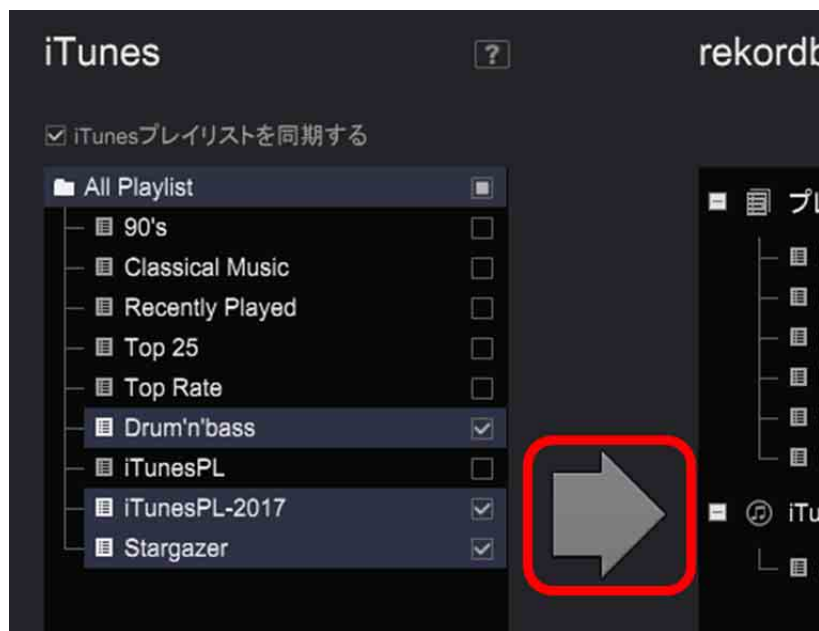 iTunes
?
rekordb
iTunesプレイリストを同期する
All Playlist
90's
Classical Music
Recently Played
Top 25
Top Rate
Drum'n'bass
iTunesPL
iTunesPL-2017
Stargazer
プレ
iTu